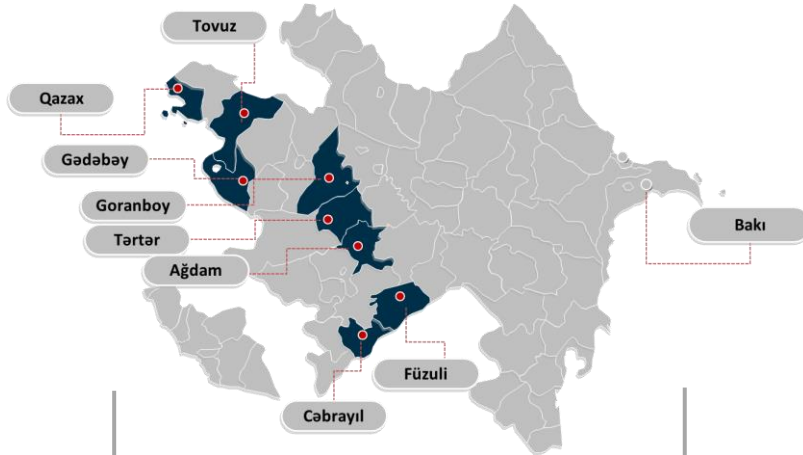 Tovuz
Qazax
Gədəbəy
Goranboy
Tərtər
Bakı
Ağdam
Füzuli
Cəbrayıl